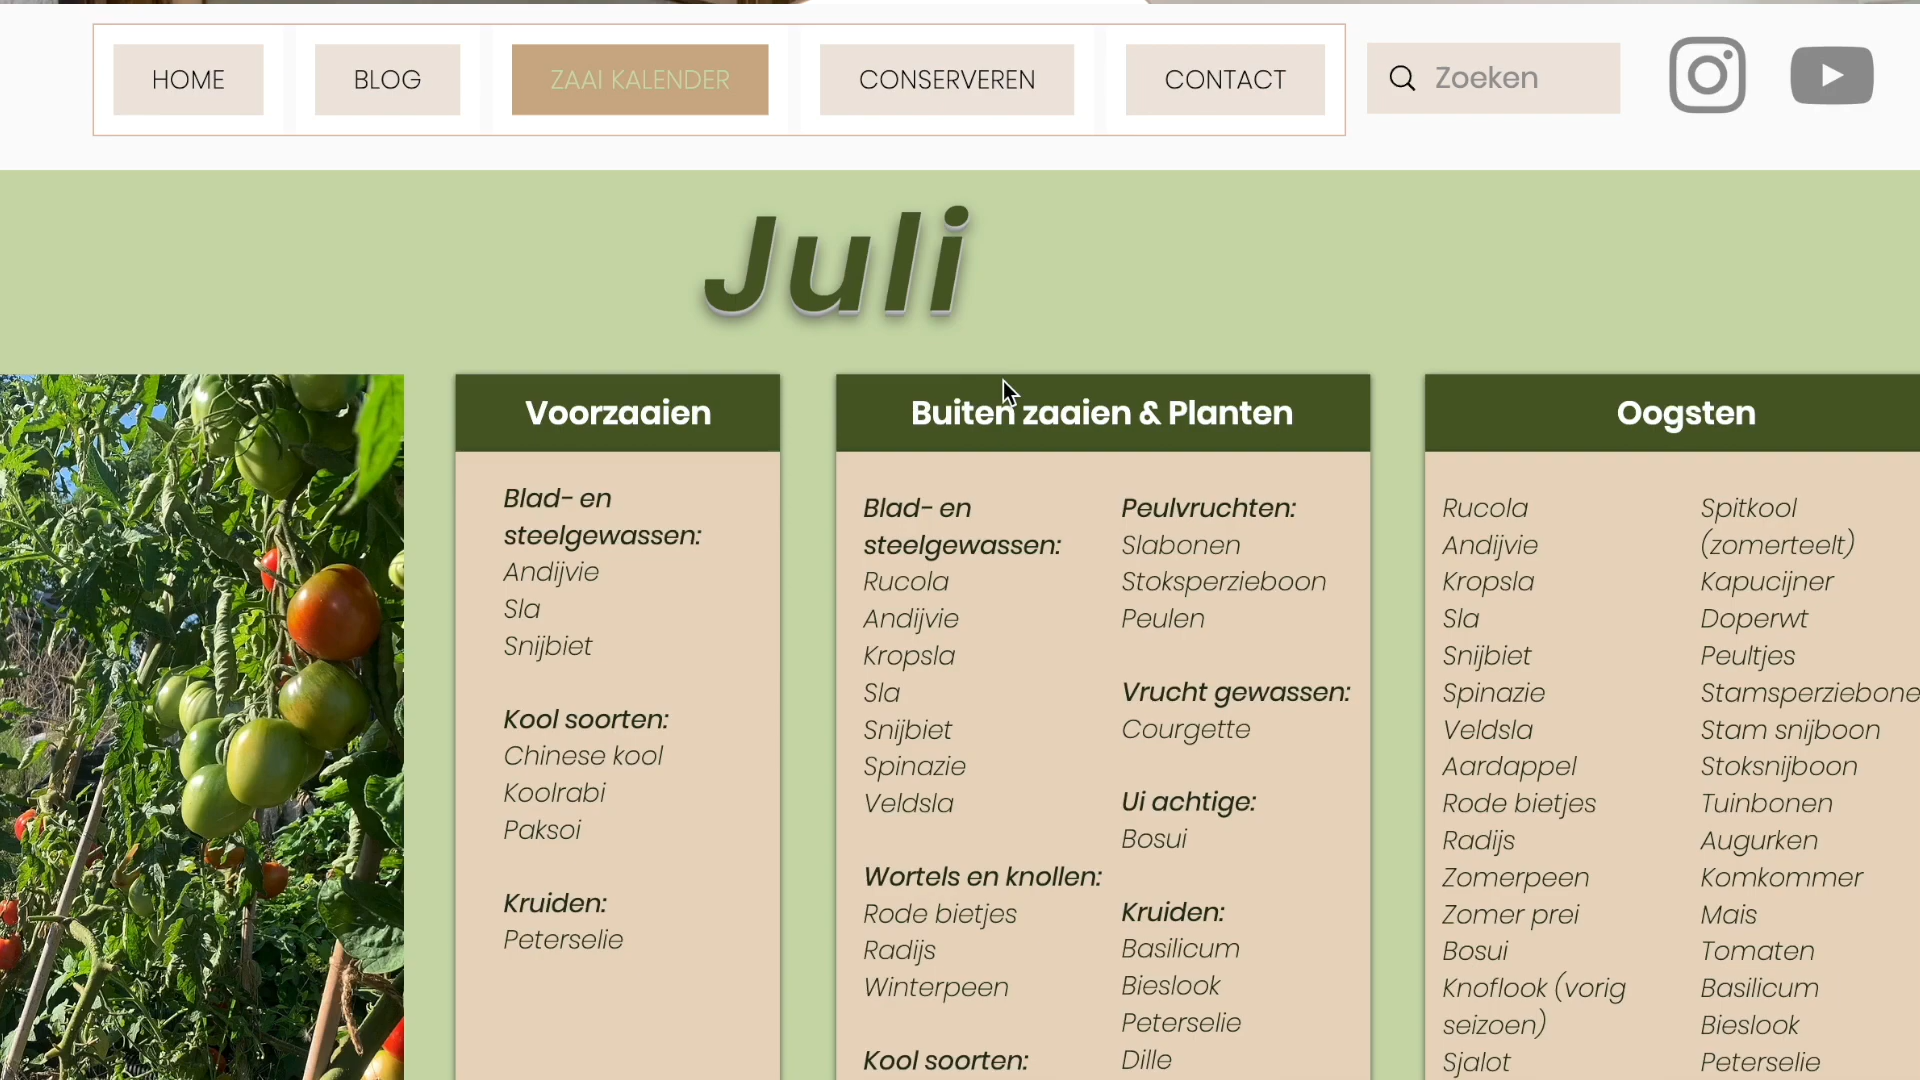 HOME
BLOG
ZAAI KALENDER
CONSERVEREN
CONTACT
Zoeken
Juli
Voorzaaien
Blad- en
steelgewassen:
Andijvie
Sla
Snijbiet
Kool soorten:
Chinese kool
Koolrabi
Paksoi
Kruiden:
Peterselie
Buiten zaaien & Planten
Blad- en
steelgewassen:
Rucola
Andijvie
Kropsla
Sla
Snijbiet
Spinazie
Veldsla
Wortels en knollen:
Rode bietjes
Radijs
Winterpeen
Kool soorten:
Peulvruchten:
Slabonen
Stoksperzieboon
Peulen
Vrucht gewassen:
Courgette
Ui achtige:
Bosui
Kruiden:
Basilicum
Bieslook
Peterselie
Dille
Oogsten
Rucola
Andijvie
Kropsla
Sla
Snijbiet
Spinazie
Veldsla
Aardappel
Rode bietjes
Radijs
Zomerpeen
Zomer prei
Bosui
Knoflook (vorig
seizoen)
Sjalot
Spitkool
(zomerteelt)
Kapucijner
Doperwt
Peultjes
Stamsperziebone
Stam snijboon
Stoksnijboon
Tuinbonen
Augurken
Komkommer
Mais
Tomaten
Basilicum
Bieslook
Peterselie